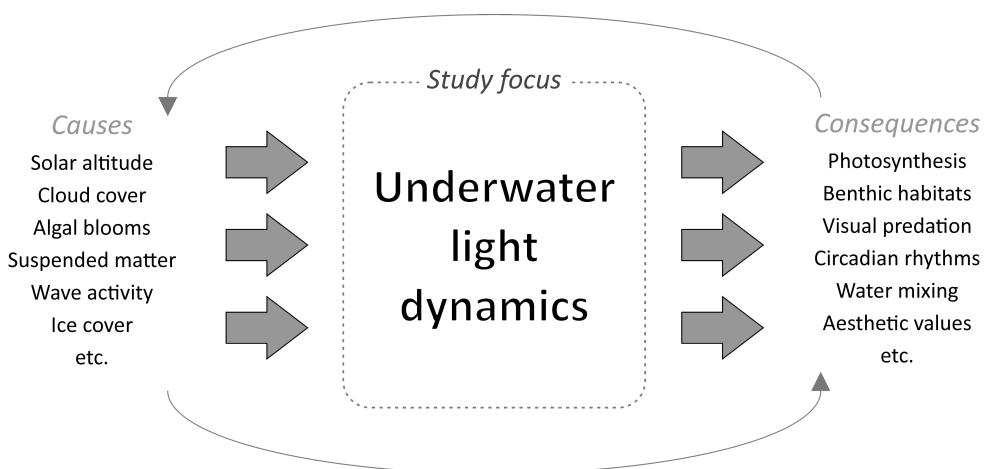 Study focus
Causes
Solar altitude
Cloud cover
Algal blooms
Suspended matter
Wave activity
Ice cover
etc.
Underwater
light
dynamics
Consequences
Photosynthesis
Benthic habitats
Visual predation
Circadian rhythms
Water mixing
Aesthetic values
etc.